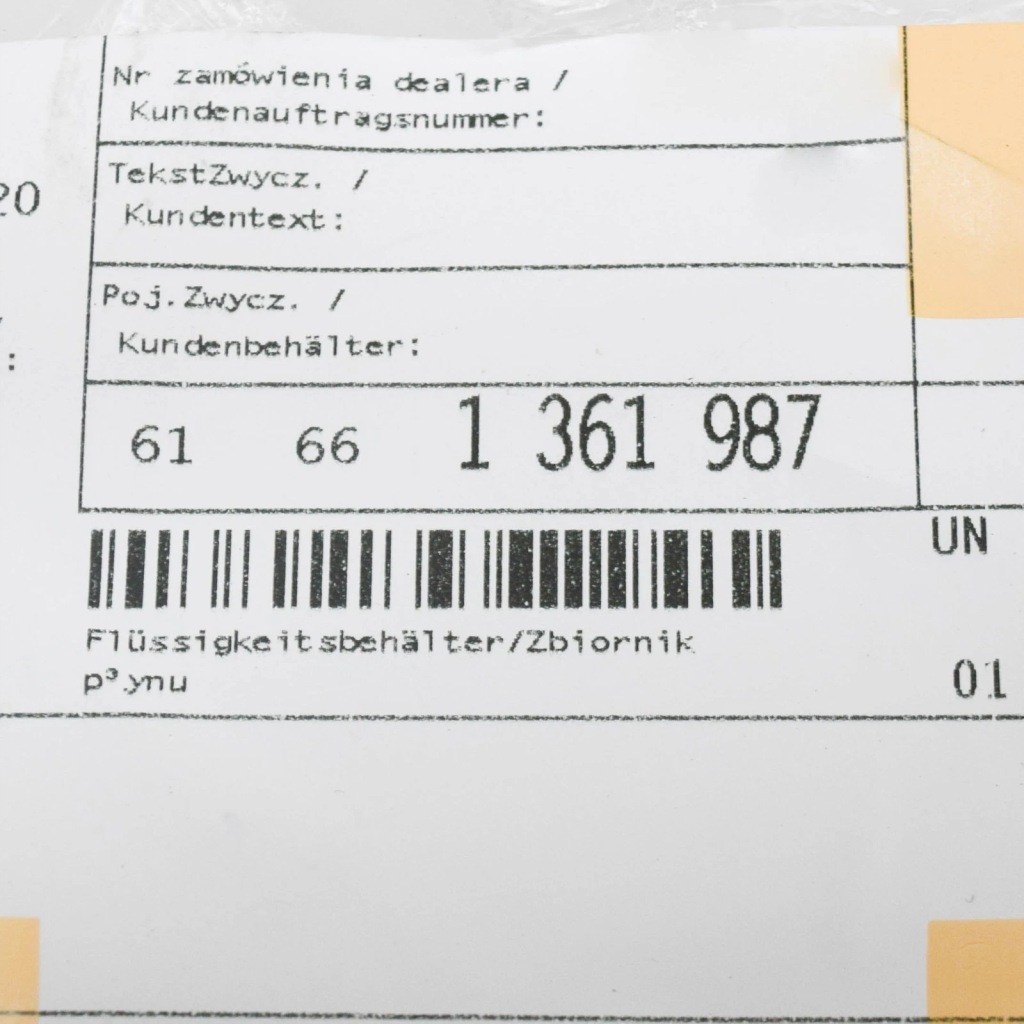 Nr zamówienia dealera /
Kundenauftragsnummer:
TekstZwycz. /
20
Kundentext:
Poj.Zwycz. /
Kundenbehälter:
:
61 66 1 361 987
UN
Flüssigkeitsbehälter/Zbiornik
p³ynu
01